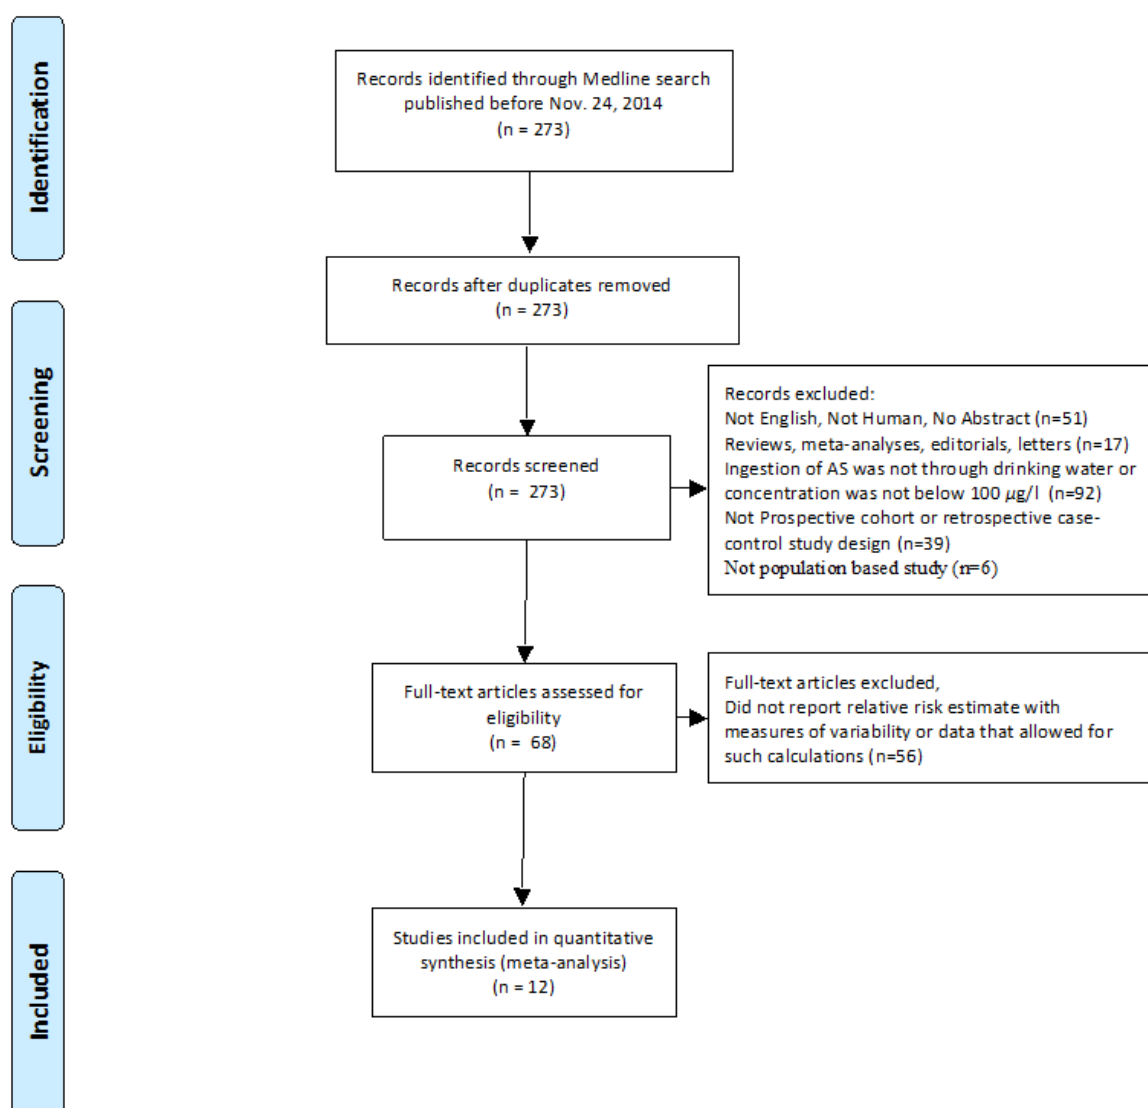 Identification
Records identified through Medline search
published before Nov. 24, 2014
(n = 273)
Records after duplicates removed
(n = 273)
Screening
Records screened
(n = 273)
Records excluded:
Not English, Not Human, No Abstract (n=51)
Reviews, meta-analyses, editorials, letters (n=17)
Ingestion of AS was not through drinking water or
concentration was not below 100 µg/l (n=92)
Not Prospective cohort or retrospective case-
control study design (n=39)
Not population based study (n=6)
Eligibility
Full-text articles assessed for
eligibility
(n = 68)
Full-text articles excluded,
Did not report relative risk estimate with
measures of variability or data that allowed for
such calculations (n=56)
Included
Studies included in quantitative
synthesis (meta-analysis)
(n = 12)